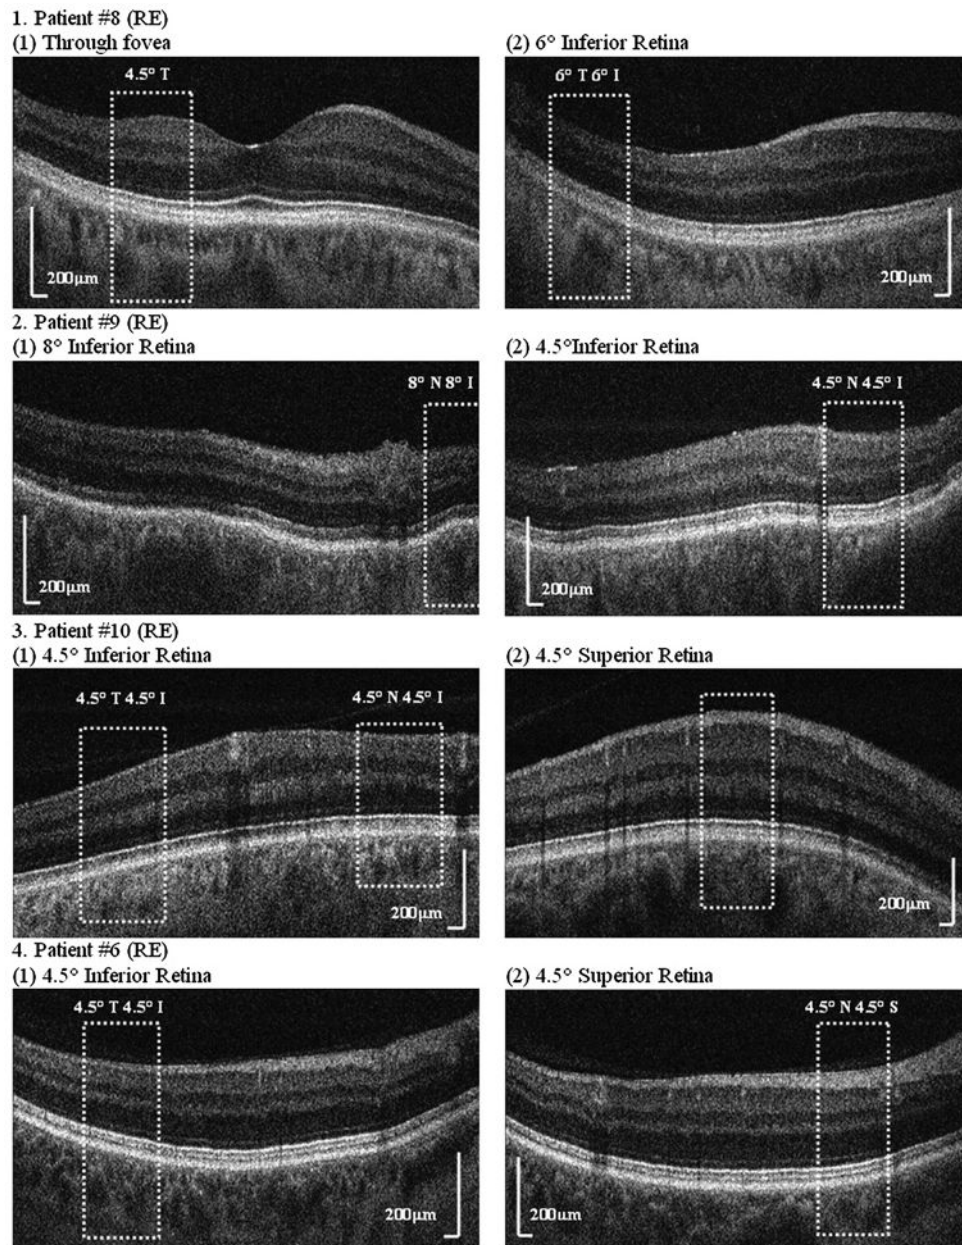 1. Patient #8 (RE)
(1) Through fovea
(2) 6° Inferior Retina
4.5° T
6° T 6° I
200µm
200µm
2. Patient #9 (RE)
(1) 8° Inferior Retina
(2) 4.5°Inferior Retina
8° N 8° I
4.5° N 4.5° I
200µm
200µm
3. Patient #10 (RE)
(1) 4.5° Inferior Retina
(2) 4.5° Superior Retina
4.5° T 4.5° I
4.5° N 4.5° I
200µm
200µm
4. Patient #6 (RE)
(1) 4.5° Inferior Retina
(2) 4.5° Superior Retina
4.5° T 4.5° I
4.5° N 4.5° S
200µm
200µm